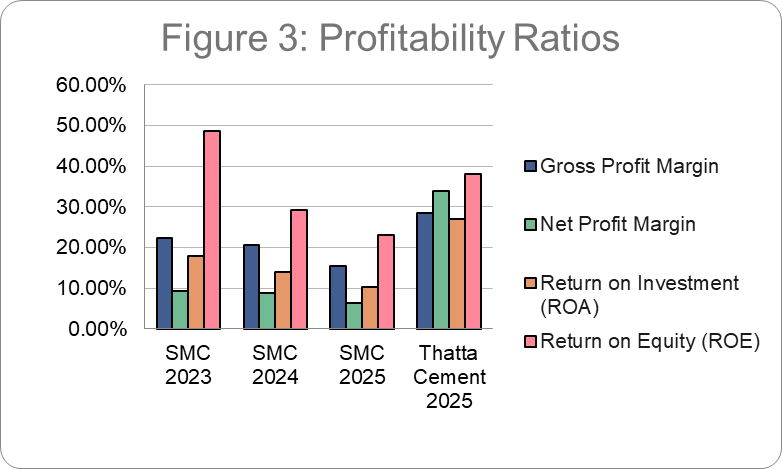 Figure 3: Profitability Ratios
60.00%
50.00%
40.00%
30.00%
20.00%
10.00%
0.00%
SMC
2023
SMC
2024
SMC
2025
Thatta
Cement
2025
Gross Profit Margin
Net Profit Margin
Return on Investment
(ROA)
Return on Equity (ROE)